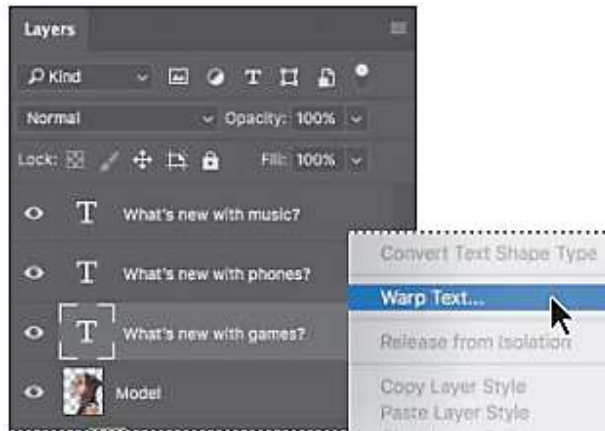 Layers
Kind
Normal Opacity: 100%
Lock: Fill: 100%
T What's new with music?
T What's new with phones?
T What's new with games?
Model
Convert Text Shape Type
Warp Text...
Release from Isolation
Copy Layer Style
Paste Layer Style